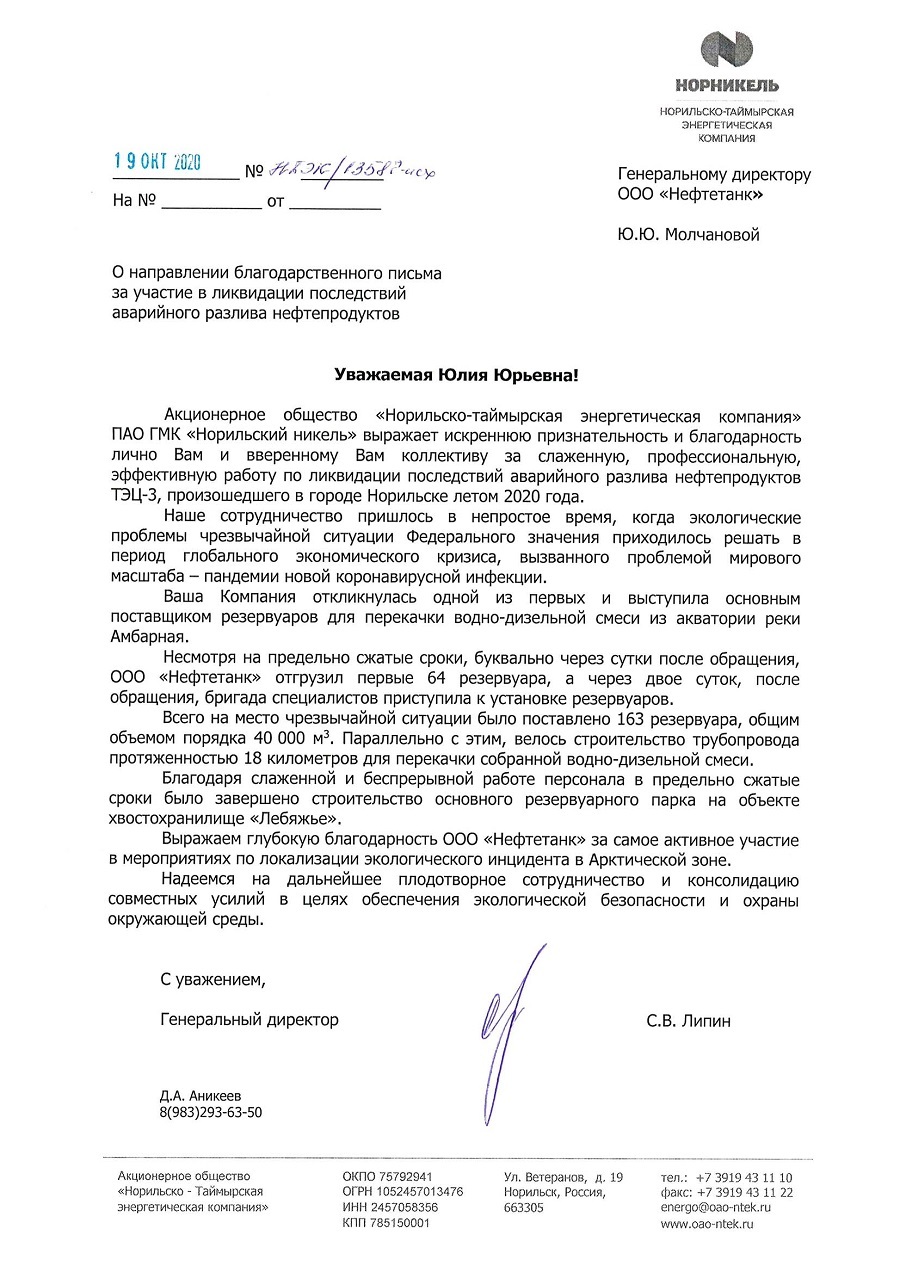 НОРНИКЕЛЬ
НОРИЛЬСКО-ТАЙМЫРСКАЯ
ЭНЕРГЕТИЧЕСКАЯ
КОМПАНИЯ
19 ОКТ 2020 № НТЭК/13588-исх
На № ____________ от ___________
Генеральному директору
ООО «Нефтетанк»
Ю.Ю. Молчановой
О направлении благодарственного письма
за участие в ликвидации последствий
аварийного разлива нефтепродуктов
Уважаемая Юлия Юрьевна!
Акционерное общество «Норильско-таймырская энергетическая компания»
ПАО ГМК «Норильский никель» выражает искреннюю признательность и благодарность
лично Вам и вверенному Вам коллективу за слаженную, профессиональную,
эффективную работу по ликвидации последствий аварийного разлива нефтепродуктов
ТЭЦ-3, произошедшего в городе Норильске летом 2020 года.
Наше сотрудничество пришлось в непростое время, когда экологические
проблемы чрезвычайной ситуации Федерального значения приходилось решать в
период глобального экономического кризиса, вызванного проблемой мирового
масштаба – пандемии новой коронавирусной инфекции.
Ваша Компания откликнулась одной из первых и выступила основным
поставщиком резервуаров для перекачки водно-дизельной смеси из акватории реки
Амбарная.
Несмотря на предельно сжатые сроки, буквально через сутки после обращения,
ООО «Нефтетанк» отгрузил первые 64 резервуара, а через двое суток, после
обращения, бригада специалистов приступила к установке резервуаров.
Всего на место чрезвычайной ситуации было поставлено 163 резервуара, общим
объемом порядка 40 000 м³. Параллельно с этим, велось строительство трубопровода
протяженностью 18 километров для перекачки собранной водно-дизельной смеси.
Благодаря слаженной и беспрерывной работе персонала в предельно сжатые
сроки было завершено строительство основного резервуарного парка на объекте
хвостохранилище «Лебяжье».
Выражаем глубокую благодарность ООО «Нефтетанк» за самое активное участие
в мероприятиях по локализации экологического инцидента в Арктической зоне.
Надеемся на дальнейшее плодотворное сотрудничество и консолидацию
совместных усилий в целях обеспечения экологической безопасности и охраны
окружающей среды.
С уважением,
Генеральный директор С.В. Липин
Д.А. Аникеев
8(983)293-63-50
Акционерное общество
«Норильско - Таймырская
энергетическая компания»
ОКПО 75792941
ОГРН 1052457013476
ИНН 2457058356
КПП 785150001
Ул. Ветеранов, д. 19
Норильск, Россия,
663305
тел.: +7 3919 43 11 10
факс: +7 3919 43 11 22
energo@oao-ntek.ru
www.oao-ntek.ru